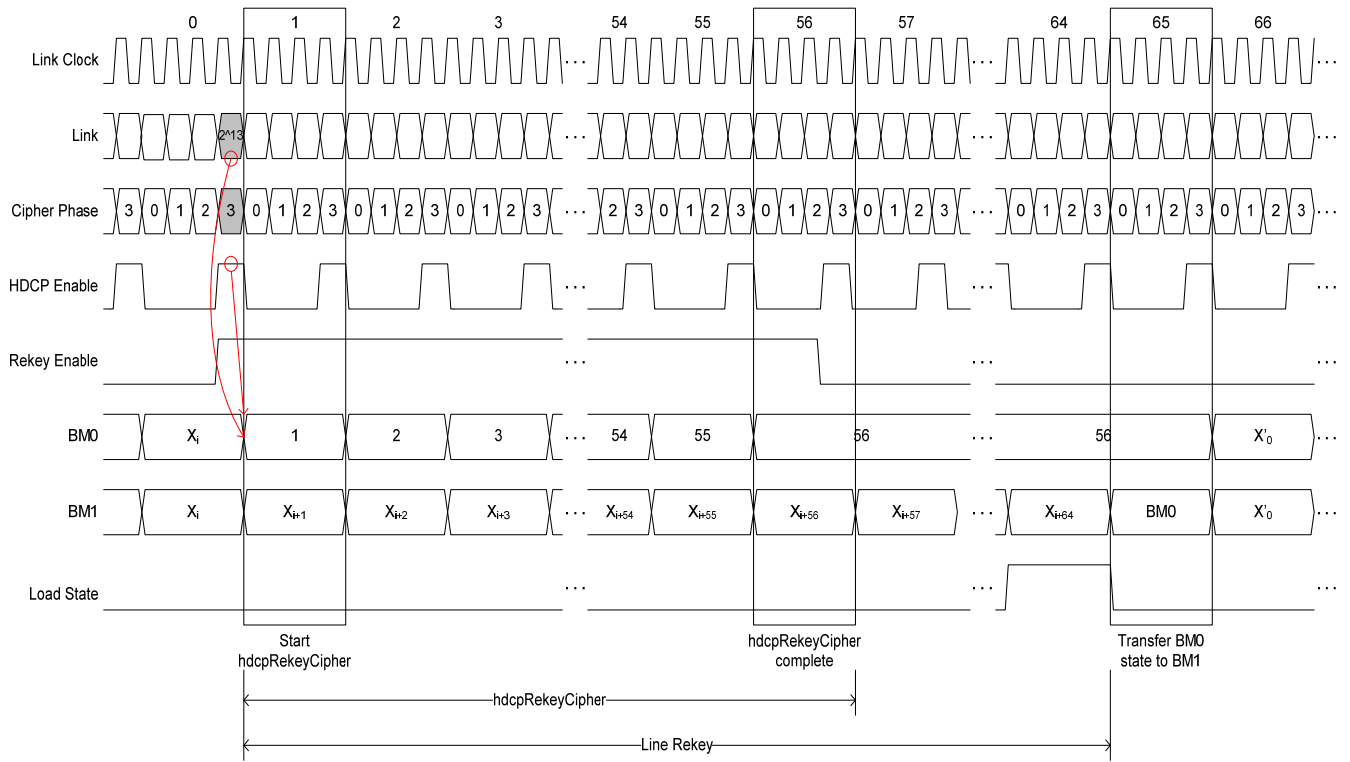 0 1 2 3 54 55 56 57 64 65 66
Link Clock ... ... ...
Link 2^13 ... ... ...
Cipher Phase 3 0 1 2 3 0 1 2 3 0 1 2 3 0 1 2 3 ... 2 3 0 1 2 3 0 1 2 3 0 1 2 3 ... 0 1 2 3 0 1 2 3 0 1 2 3 ...
HDCP Enable ... ... ...
Rekey Enable ...
BM0 Xi 1 2 3 ... 54 55 56 ... 56 X'0 ...
BM1 Xi Xi+1 Xi+2 Xi+3 ... Xi+54 Xi+55 Xi+56 Xi+57 ... Xi+64 BM0 X'0 ...
Load State ... ... ...
Start
hdcpRekeyCipher
hdcpRekeyCipher
complete
Transfer BM0
state to BM1
hdcpRekeyCipher
Line Rekey